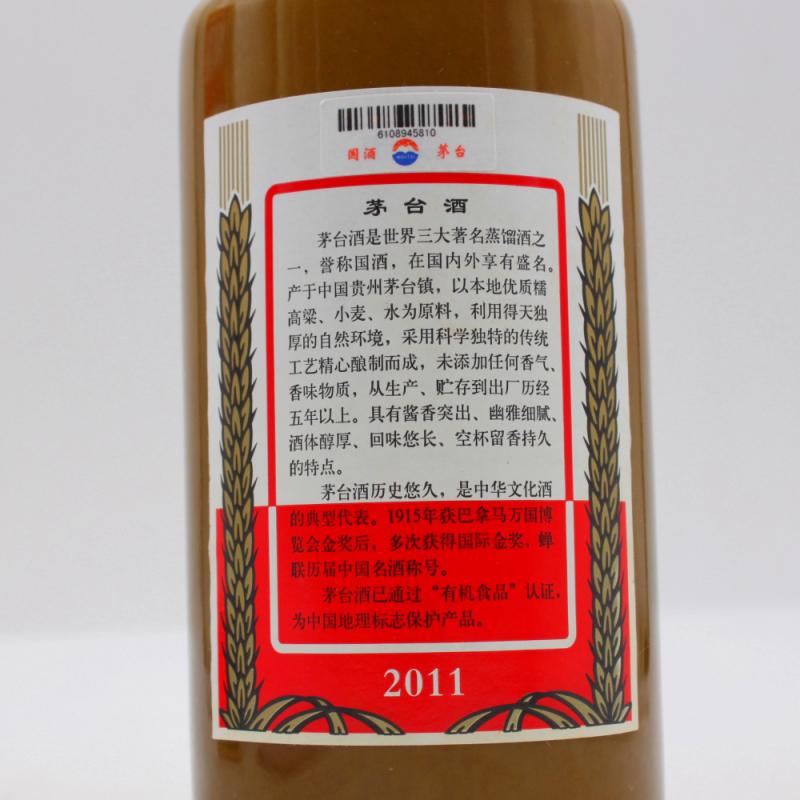 6108945810
国酒 MOUTAI 茅台
茅台酒
茅台酒是世界三大著名蒸馏酒之
一，誉称国酒，在国内外享有盛名。
产于中国贵州茅台镇，以本地优质糯
高粱、小麦、水为原料，利用得天独
厚的自然环境，采用科学独特的传统
工艺精心酿制而成，未添加任何香气、
香味物质，从生产、贮存到出厂历经
五年以上。具有酱香突出、幽雅细腻、
酒体醇厚、回味悠长、空杯留香持久
的特点。
茅台酒历史悠久，是中华文化酒
的典型代表。1915年获巴拿马万国博
览会金奖后，多次获得国际金奖，蝉
联历届中国名酒称号。
茅台酒已通过“有机食品”认证，
为中国地理标志保护产品。
2011